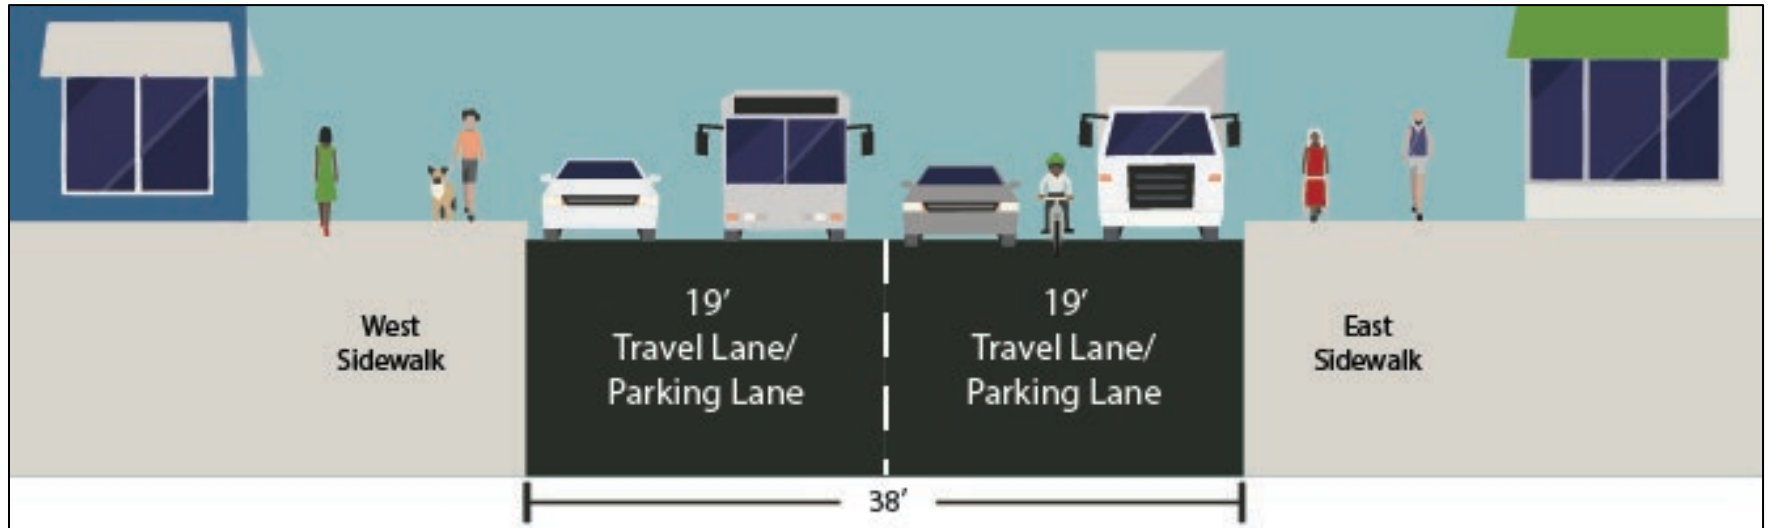 West
Sidewalk
19′
Travel Lane/
Parking Lane
19′
Travel Lane/
Parking Lane
East
Sidewalk
38′